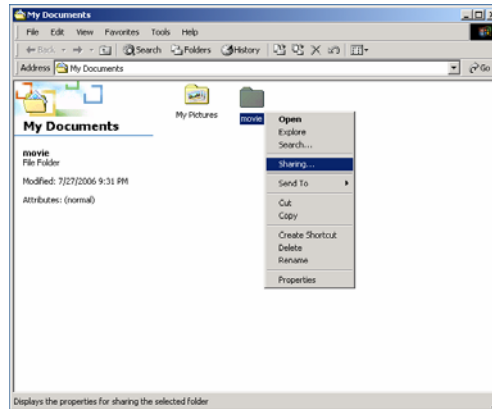 My Documents
File Edit View Favorites Tools Help
Back Search Folders History
Address My Documents Go
My Documents
movie
File Folder
Modified: 7/27/2006 9:31 PM
Attributes: (normal)
My Pictures
movie
Open
Explore
Search...
Sharing...
Send To
Cut
Copy
Create Shortcut
Delete
Rename
Properties
Displays the properties for sharing the selected folder